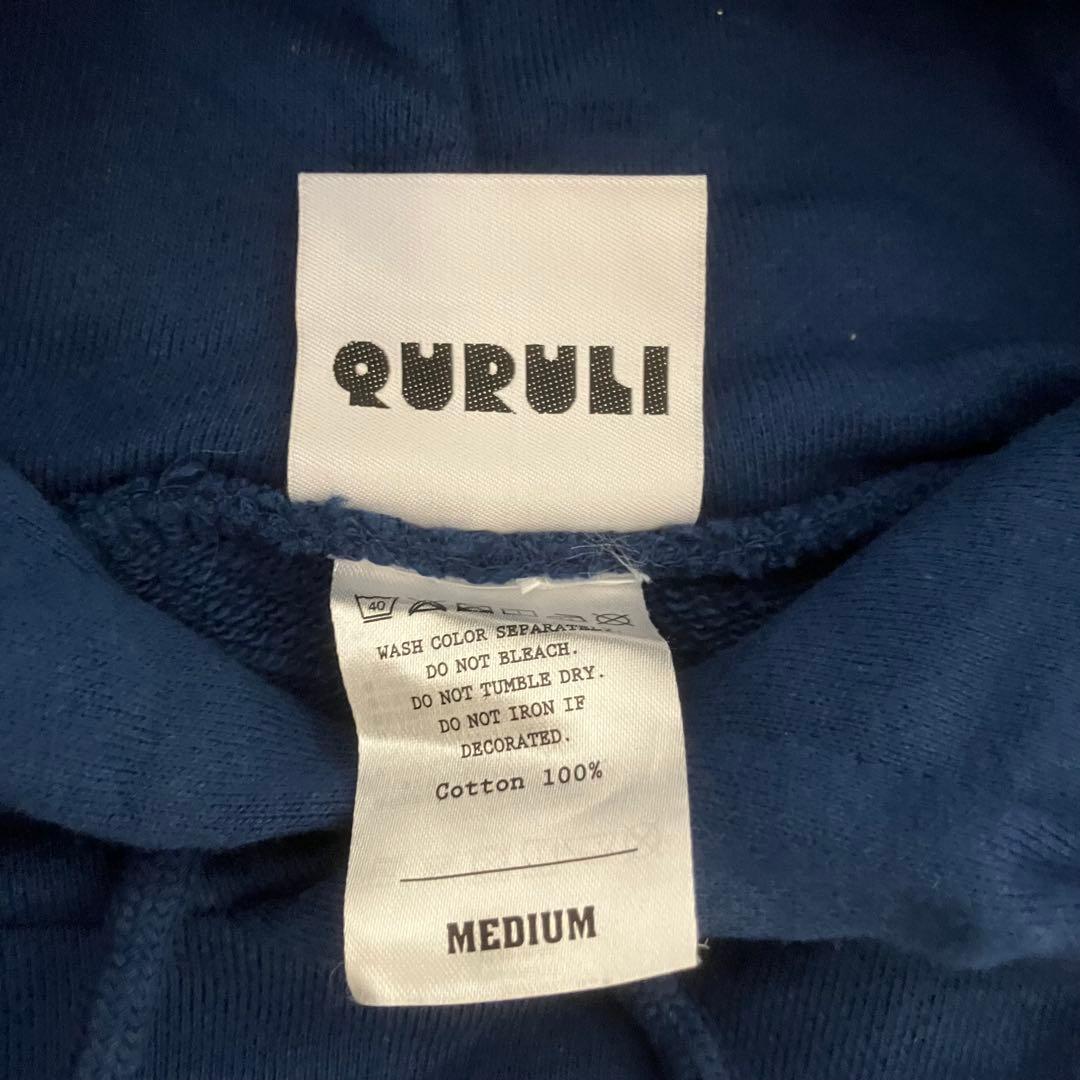 QURULI
40
WASH COLOR SEPARATELY.
DO NOT BLEACH.
DO NOT TUMBLE DRY.
DO NOT IRON IF
DECORATED.
Cotton 100%
MEDIUM